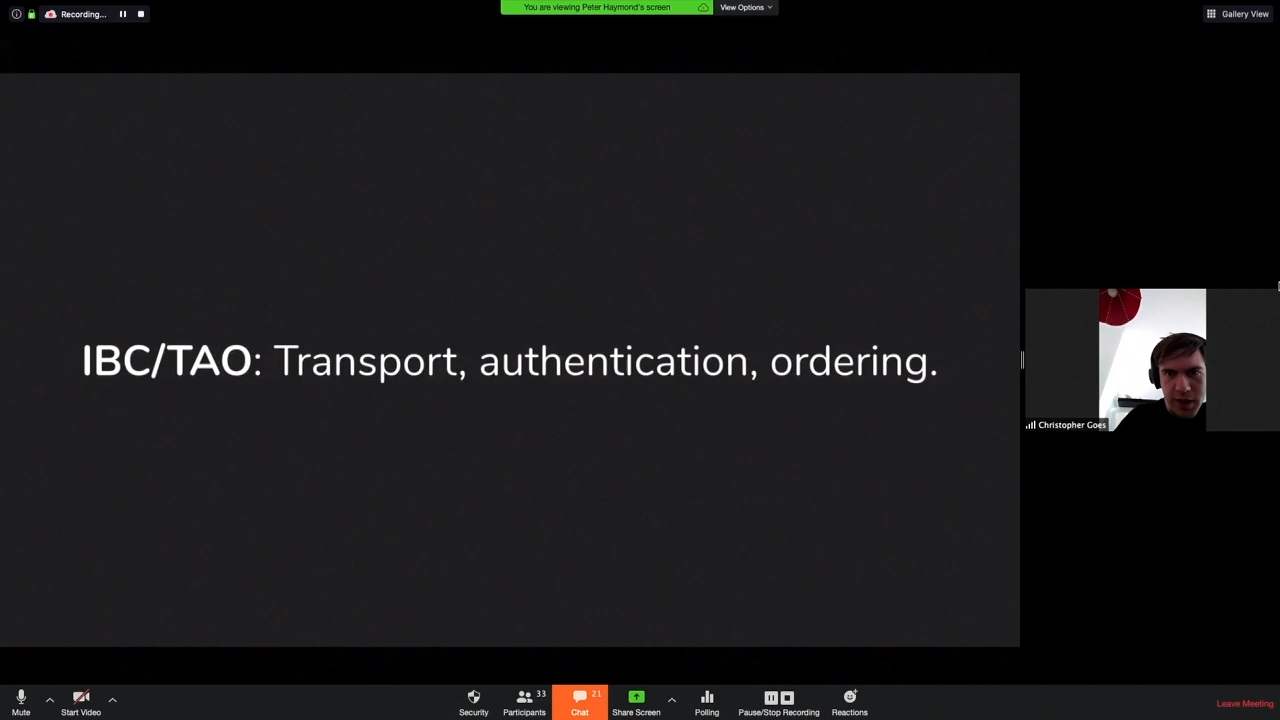 Recording...
You are viewing Peter Haymond's screen
View Options
Gallery View
IBC/TAO: Transport, authentication, ordering.
Christopher Goes
Mute
Start Video
Security
33
Participants
21
Chat
Share Screen
Polling
Pause/Stop Recording
Reactions
Leave Meeting